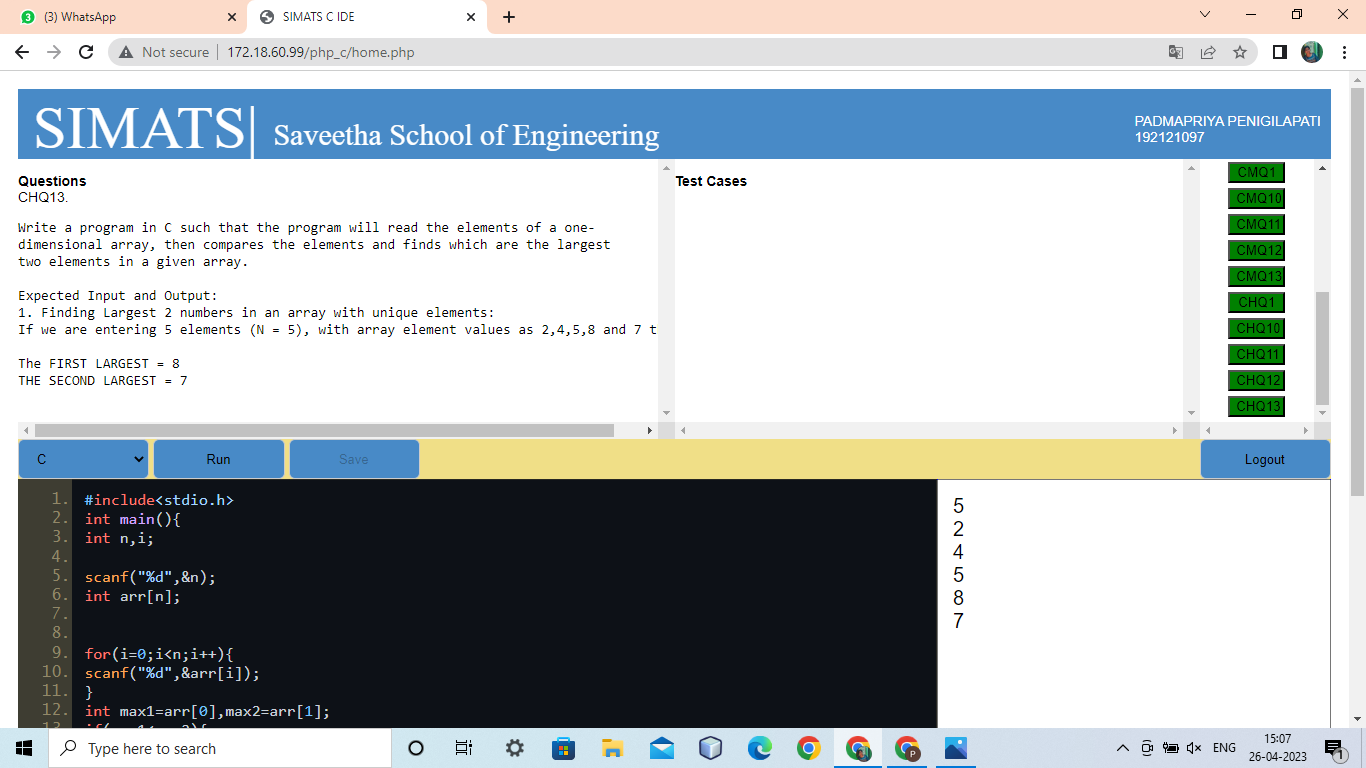 (3) WhatsApp
SIMATS C IDE
Not secure
172.18.60.99/php_c/home.php
SIMATS| Saveetha School of Engineering
PADMAPRIYA PENIGILAPATI
192121097
Questions
CHQ13.
Write a program in C such that the program will read the elements of a one-
dimensional array, then compares the elements and finds which are the largest
two elements in a given array.
Expected Input and Output:
1. Finding Largest 2 numbers in an array with unique elements:
If we are entering 5 elements (N = 5), with array element values as 2,4,5,8 and 7 t
The FIRST LARGEST = 8
THE SECOND LARGEST = 7
Test Cases
CMQ1
CMQ10
CMQ11
CMQ12
CMQ13
CHQ1
CHQ10
CHQ11
CHQ12
CHQ13
C
Run
Save
Logout
1. #include<stdio.h>
2. int main(){
3. int n,i;
4.
5. scanf("%d",&n);
6. int arr[n];
7.
8.
9. for(i=0;i<n;i++){
10. scanf("%d",&arr[i]);
11. }
12. int max1=arr[0],max2=arr[1];
5
2
4
5
8
7
Type here to search
P
ENG
15:07
26-04-2023
1